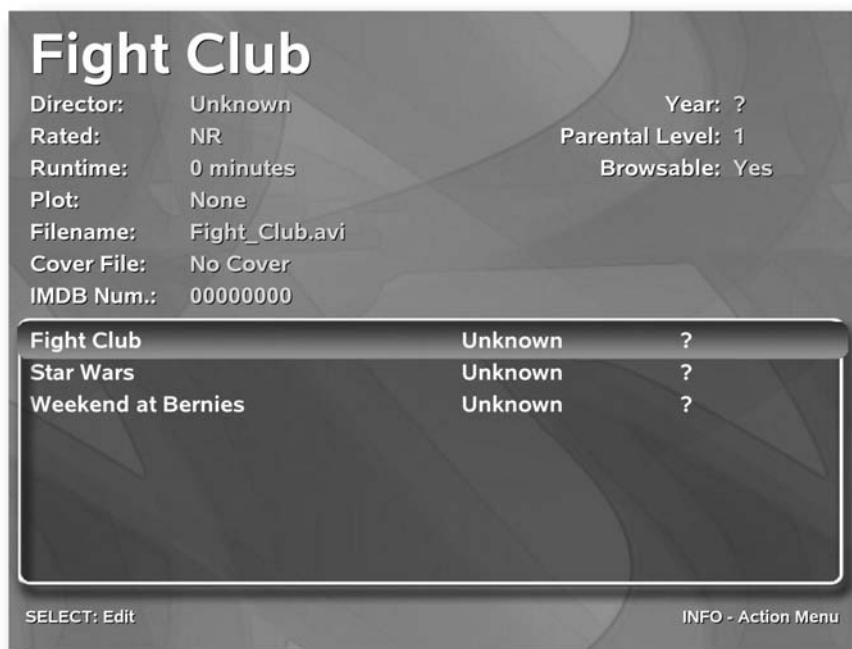 Fight Club
Director: Unknown Year: ?
Rated: NR Parental Level: 1
Runtime: 0 minutes Browsable: Yes
Plot: None
Filename: Fight_Club.avi
Cover File: No Cover
IMDB Num.: 00000000
Fight Club Unknown ?
Star Wars Unknown ?
Weekend at Bernies Unknown ?
SELECT: Edit INFO - Action Menu